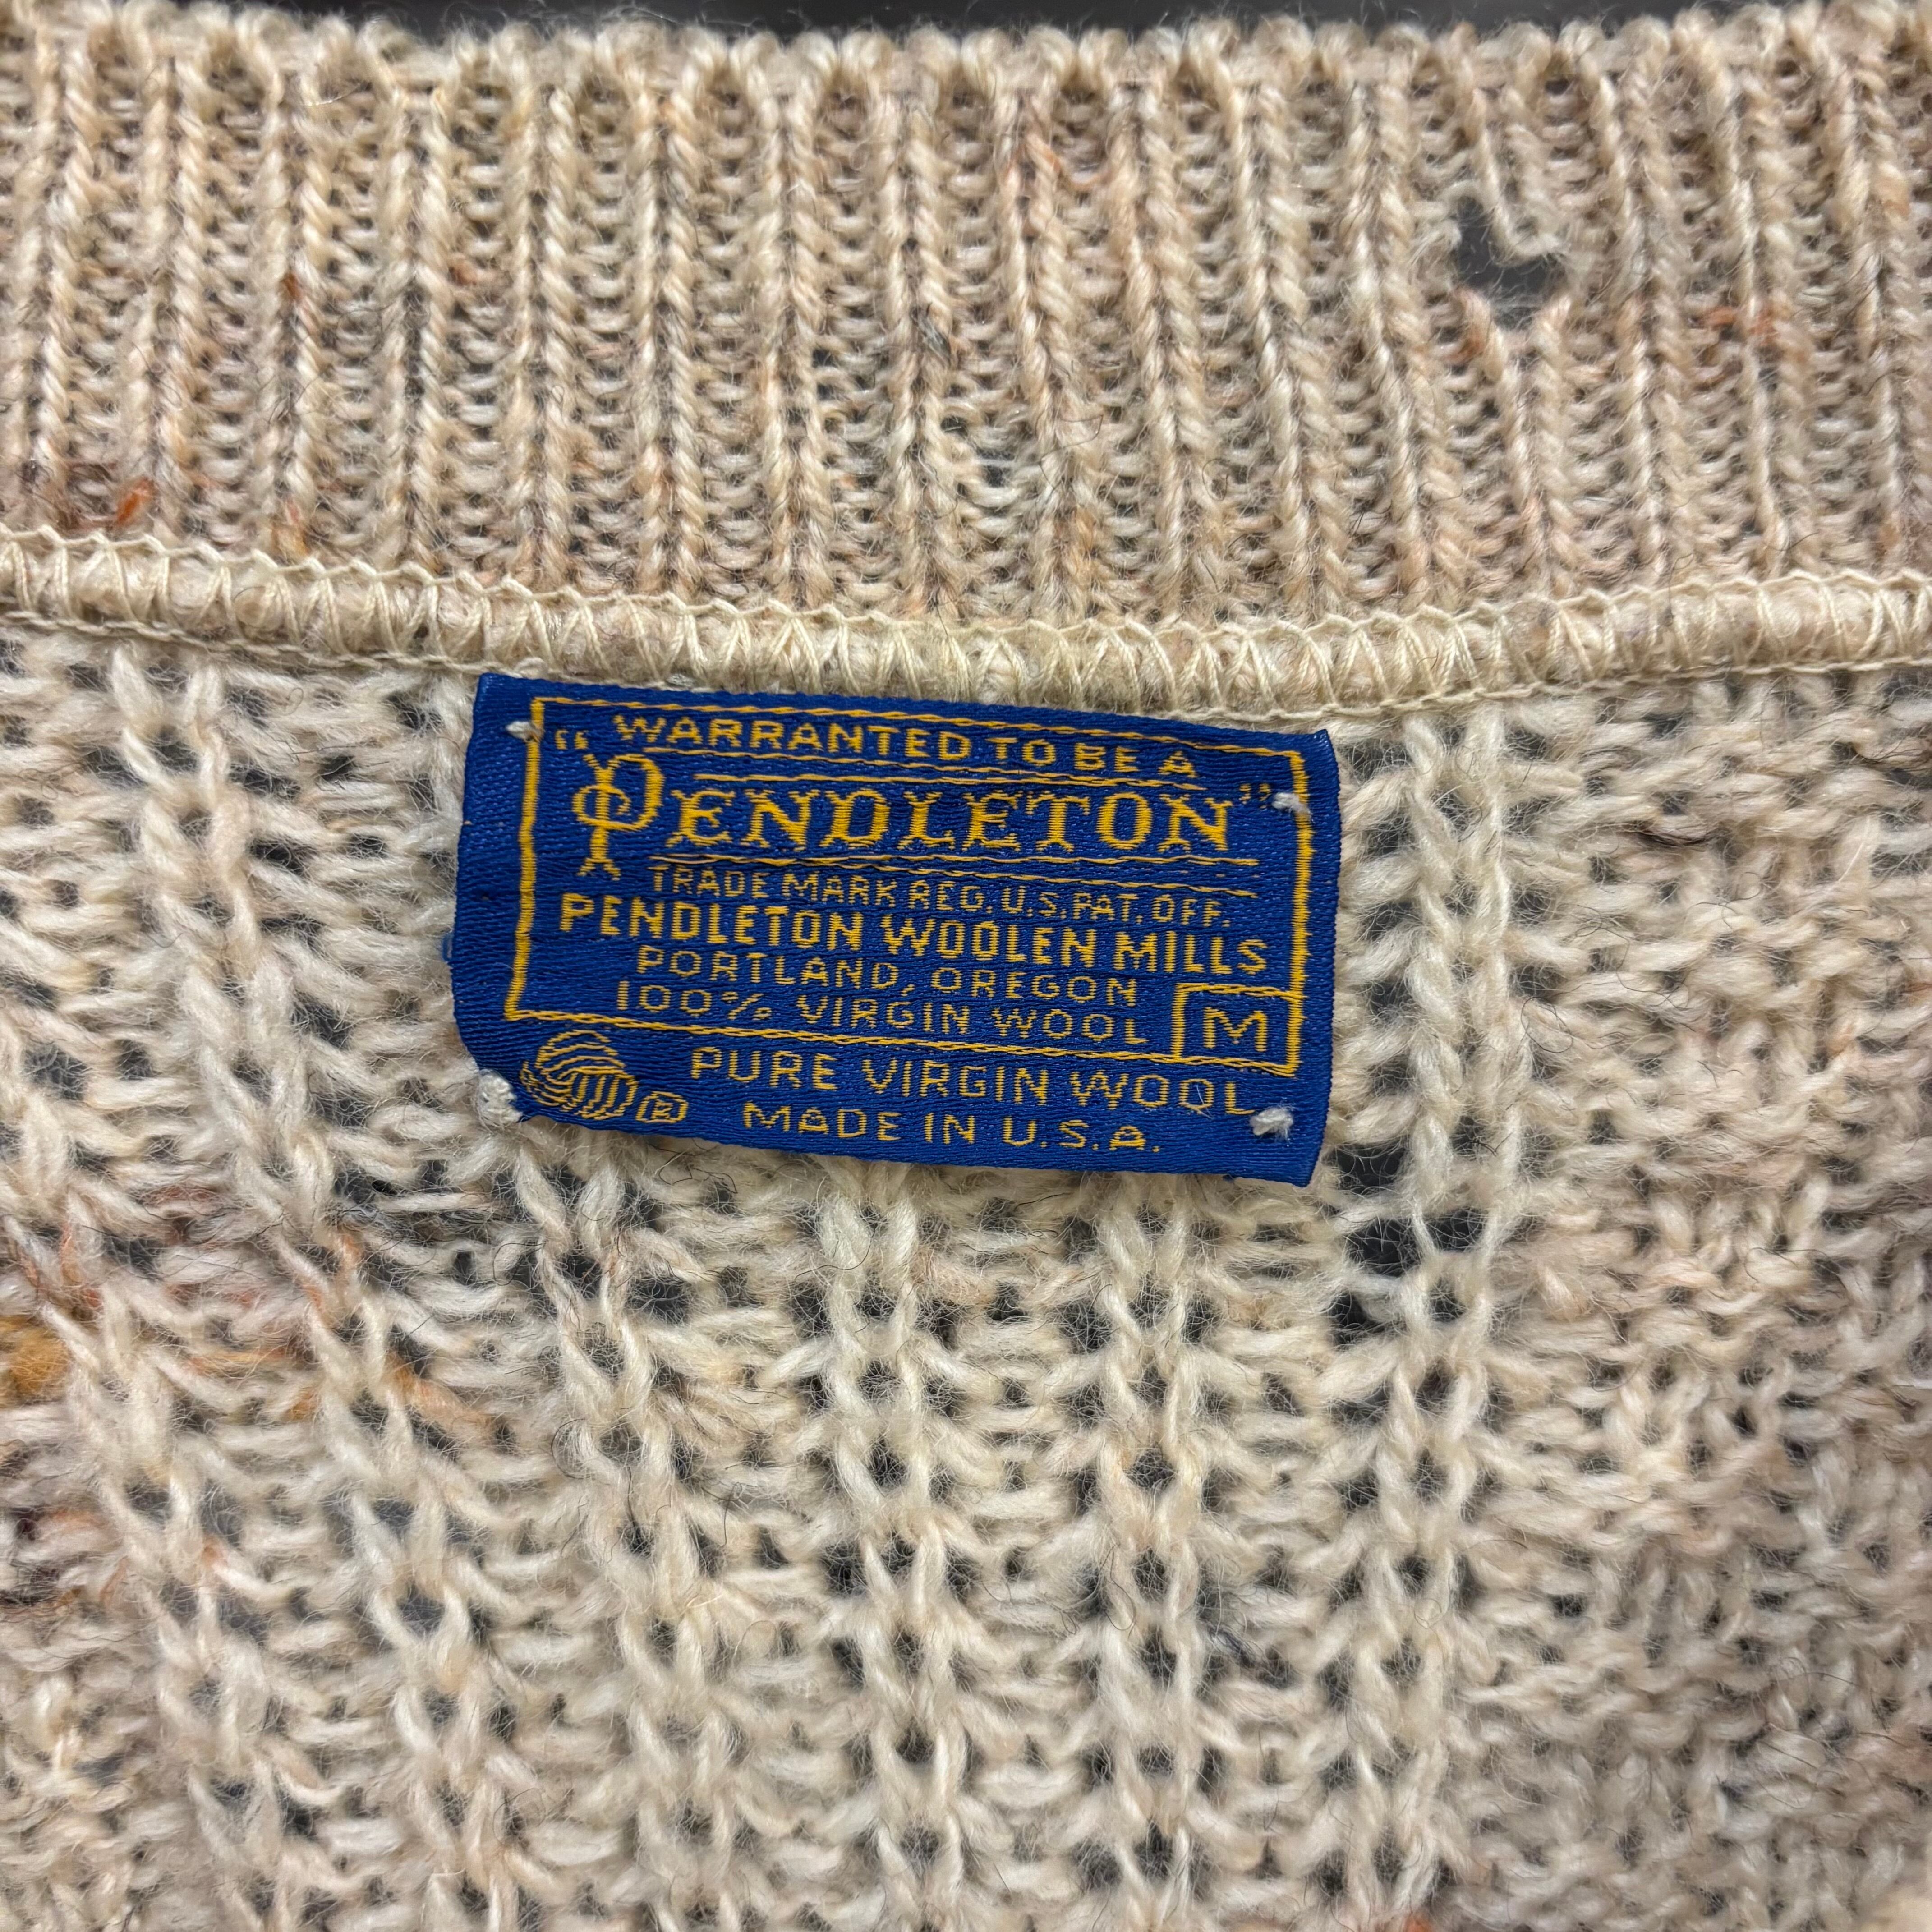 "WARRANTED TO BE A
PENDLETON"
TRADE MARK REG. U.S. PAT. OFF.
PENDLETON WOOLEN MILLS
PORTLAND, OREGON
100% VIRGIN WOOL M
PURE VIRGIN WOOL
® MADE IN U.S.A.